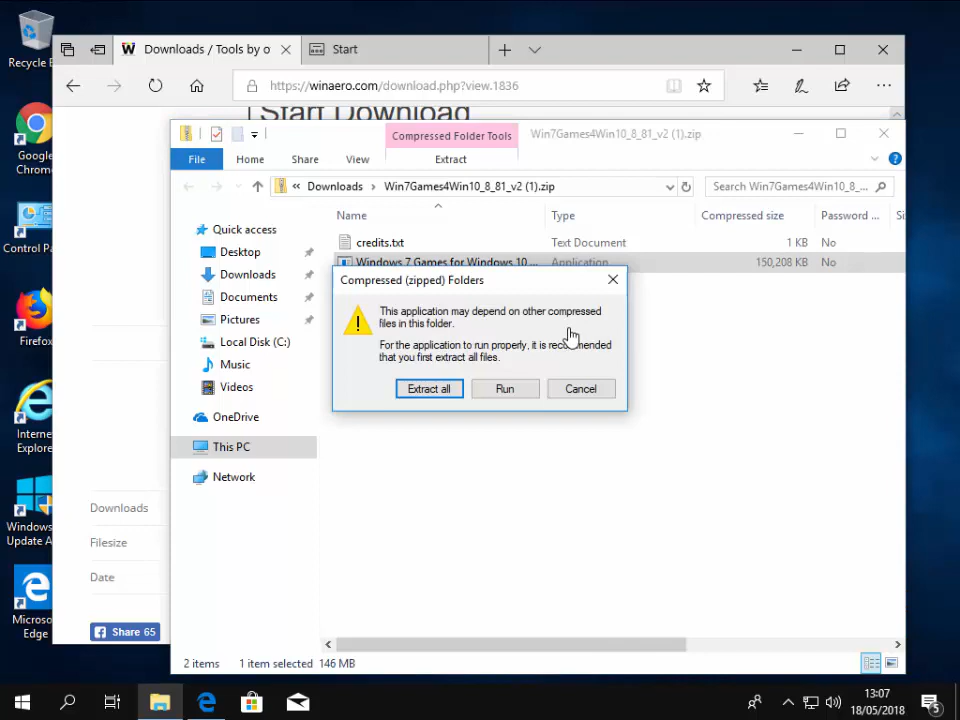 Recycle B
Google
Chrom
Control Pa
Firefox
Internet
Explore
Windows
Update A
Microso
Edge
Downloads / Tools by o
Start
https://winaero.com/download.php?view.1836
Start Download
Compressed Folder Tools
Win7Games4Win10_8_81_v2 (1).zip
File
Home
Share
View
Extract
« Downloads > Win7Games4Win10_8_81_v2 (1).zip
Search Win7Games4Win10_8_...
Name
Type
Compressed size
Password ...
Si
credits.txt
Text Document
1 KB
No
Windows 7 Games for Windows 10 ...
Application
150,208 KB
No
Quick access
Desktop
Downloads
Documents
Pictures
Local Disk (C:)
Music
Videos
OneDrive
This PC
Network
Compressed (zipped) Folders
This application may depend on other compressed
files in this folder.
For the application to run properly, it is recommended
that you first extract all files.
Extract all
Run
Cancel
Downloads
Filesize
Date
Share 65
2 items
1 item selected 146 MB
13:07
18/05/2018
5